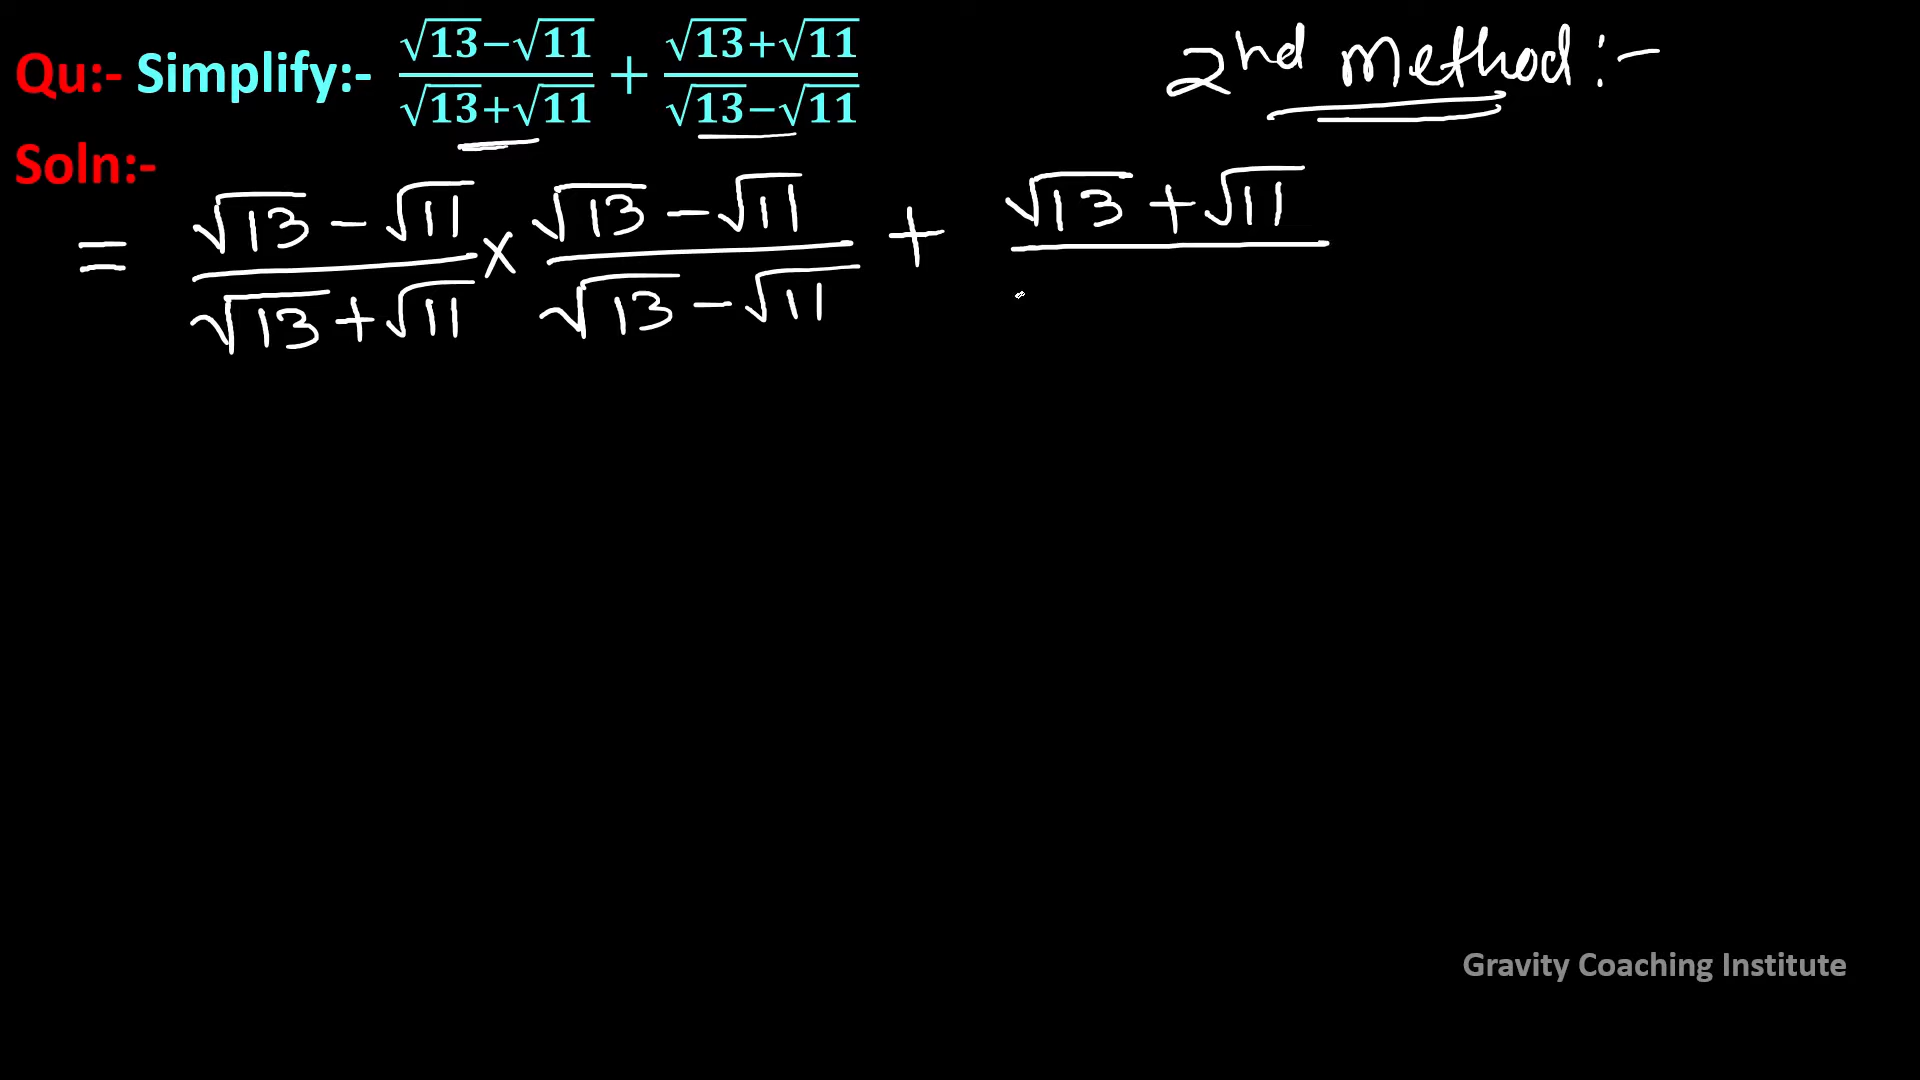 Qu:- Simplify:- (√13−√11)/(√13+√11) + (√13+√11)/(√13−√11)
2nd method:-
Soln:-
= (√13 − √11)/(√13 + √11) × (√13 − √11)/(√13 − √11) + (√13 + √11)/
Gravity Coaching Institute